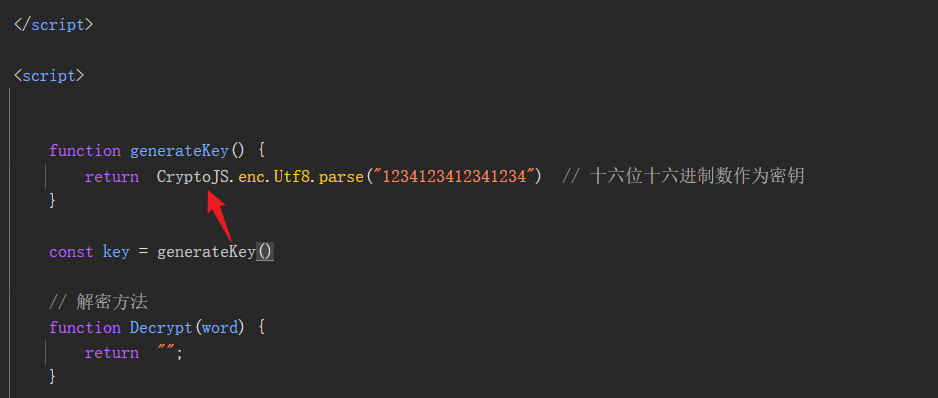 </script>
<script>
function generateKey() {
return  CryptoJS.enc.Utf8.parse("1234123412341234")  // 十六位十六进制数作为密钥
}
const key = generateKey()
// 解密方法
function Decrypt(word) {
return  "";
}